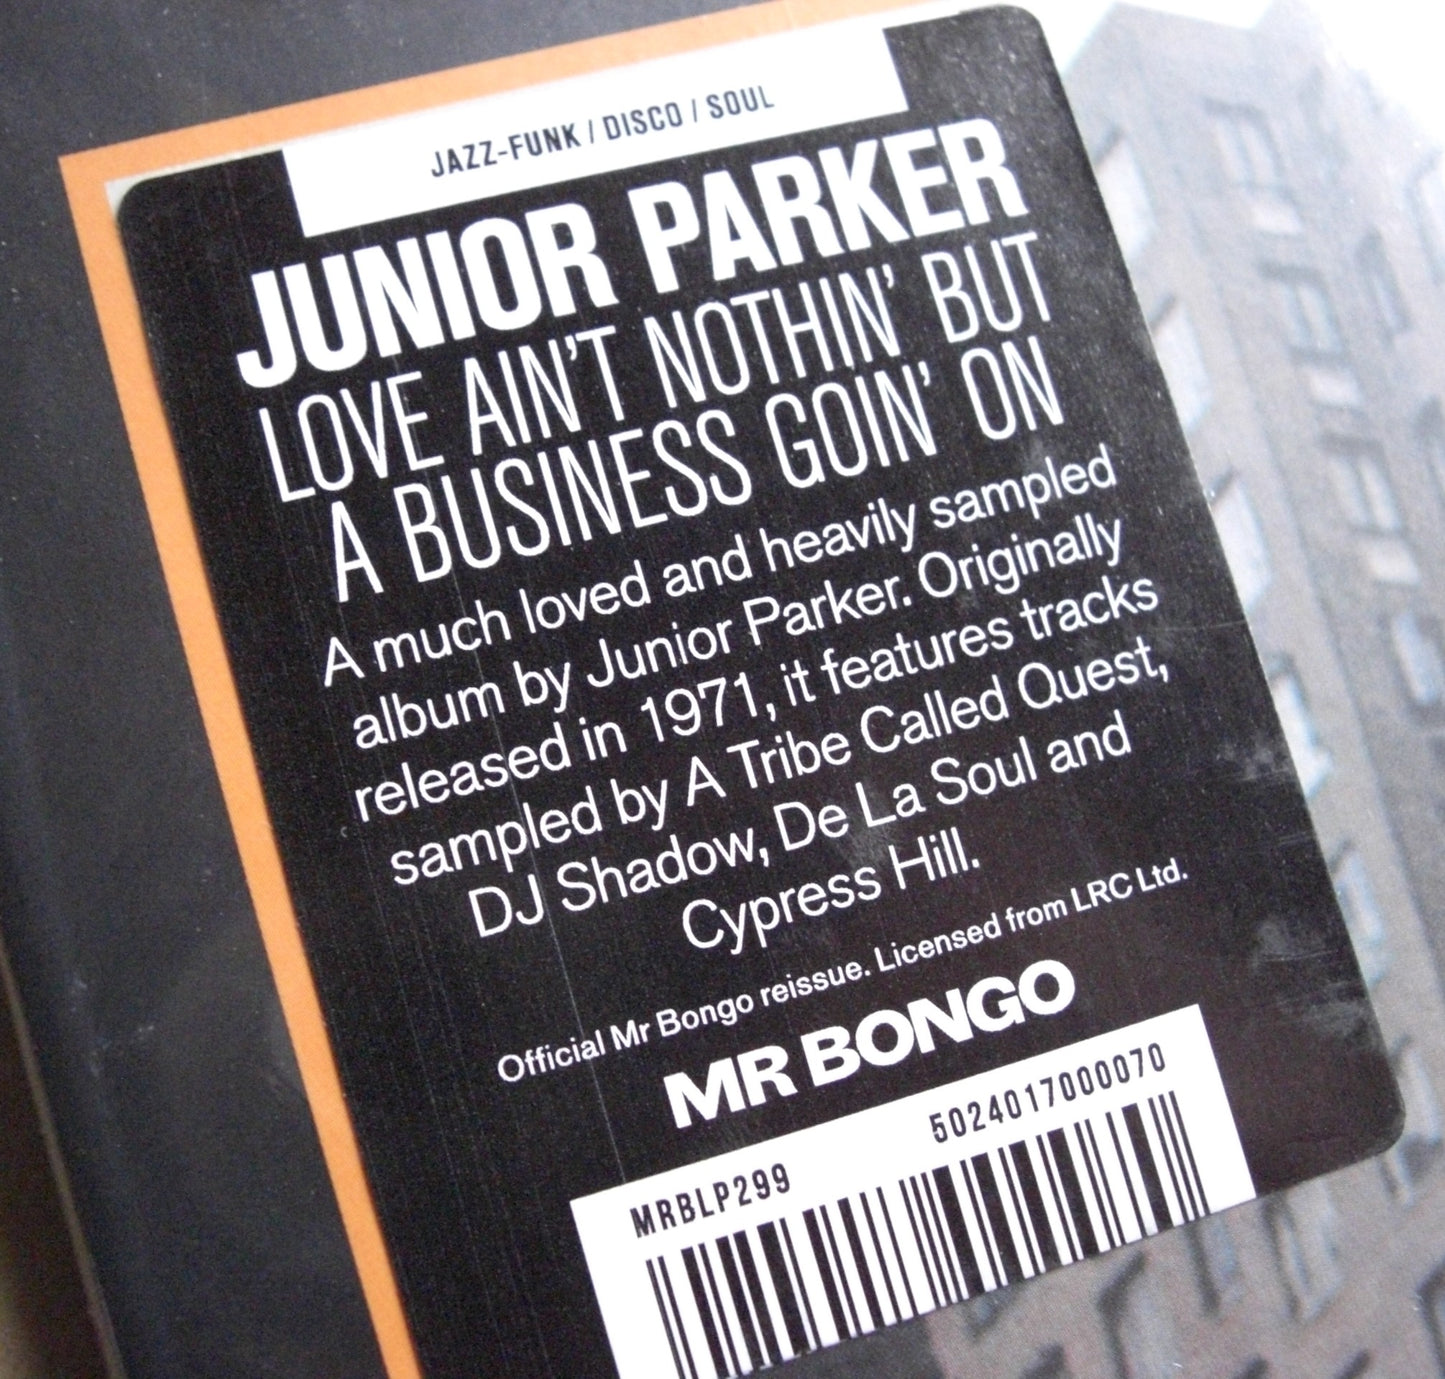 JAZZ-FUNK / DISCO / SOUL
JUNIOR PARKER
LOVE AIN'T NOTHIN' BUT
A BUSINESS GOIN' ON
A much loved and heavily sampled
album by Junior Parker. Originally
released in 1971, it features tracks
sampled by A Tribe Called Quest,
DJ Shadow, De La Soul and
Cypress Hill.
Official Mr Bongo reissue. Licensed from LRC Ltd.
MR BONGO
MRBLP299 5024017000070